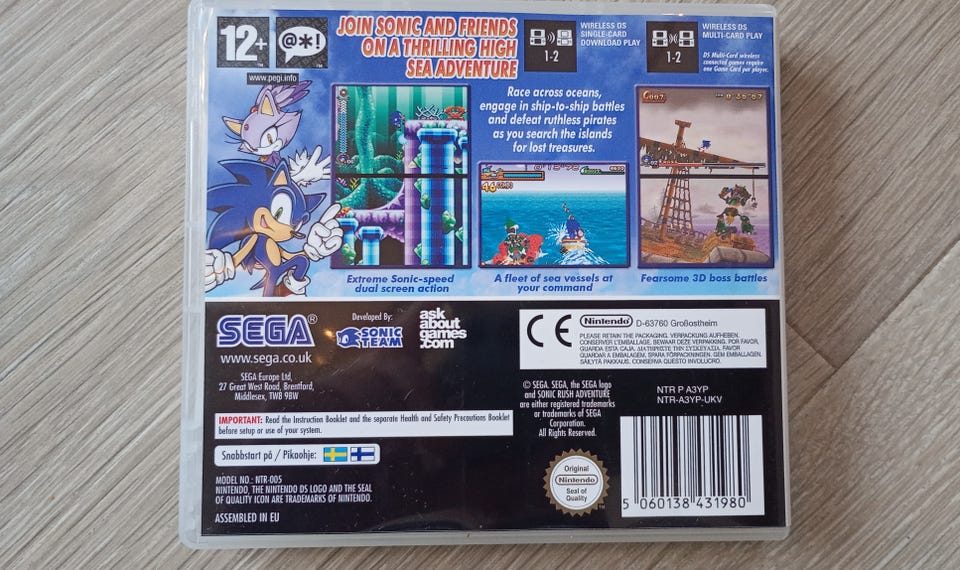 12+
@*!
www.pegi.info
JOIN SONIC AND FRIENDS
ON A THRILLING HIGH
SEA ADVENTURE
1-2
WIRELESS DS
SINGLE-CARD
DOWNLOAD PLAY
1-2
WIRELESS DS
MULTI-CARD PLAY
DS Multi-Card wireless
connected games require
one Game Card per player.
Race across oceans,
engage in ship-to-ship battles
and defeat ruthless pirates
as you search the islands
for lost treasures.
Extreme Sonic-speed
dual screen action
A fleet of sea vessels at
your command
Fearsome 3D boss battles
SEGA®
www.sega.co.uk
SEGA Europe Ltd,
27 Great West Road, Brentford,
Middlesex, TW8 9BW
Developed By:
SONIC
TEAM
ask
about
games
.com
CE
Nintendo D-63760 Großostheim
PLEASE RETAIN THE PACKAGING. VERPACKUNG AUFHEBEN.
CONSERVER L'EMBALLAGE. BEWAAR DEZE VERPAKKING. POR FAVOR,
GUARDA ESTA CAJA. ΔΙΑΤΗΡΗΣΤΕ ΤΗΝ ΣΥΣΚΕΥΑΣΙΑ. FAVOR
GUARDAR A EMBALAGEM. SPARA FÖRPACKNINGEN. GEM EMBALLAGEN.
SÄILYTÄ PAKKAUS. CONSERVA QUESTO INVOLUCRO.
© SEGA. SEGA, the SEGA logo
and SONIC RUSH ADVENTURE
are either registered trademarks
or trademarks of SEGA
Corporation.
All Rights Reserved.
NTR P A3YP
NTR-A3YP-UKV
IMPORTANT: Read the Instruction Booklet and the separate Health and Safety Precautions Booklet
before setup or use of your system.
Snabbstart på / Pikaohje:
MODEL NO.: NTR-005
NINTENDO, THE NINTENDO DS LOGO AND THE SEAL
OF QUALITY ICON ARE TRADEMARKS OF NINTENDO.
ASSEMBLED IN EU
Original
Nintendo
Seal of
Quality
5 060138 431980